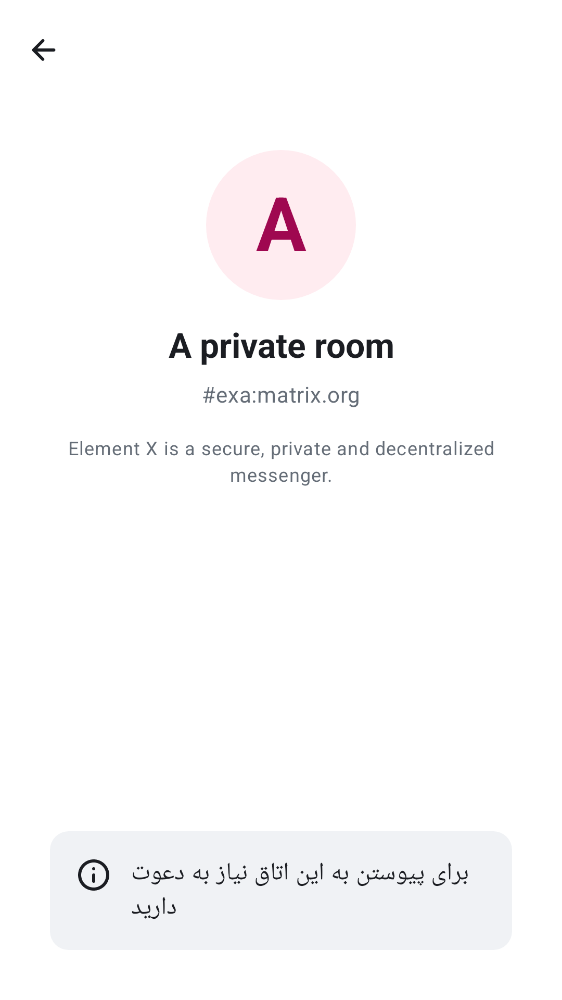 A
A private room
#exa:matrix.org
Element X is a secure, private and decentralized
messenger.
برای پیوستن به این اتاق نیاز به دعوت
دارید